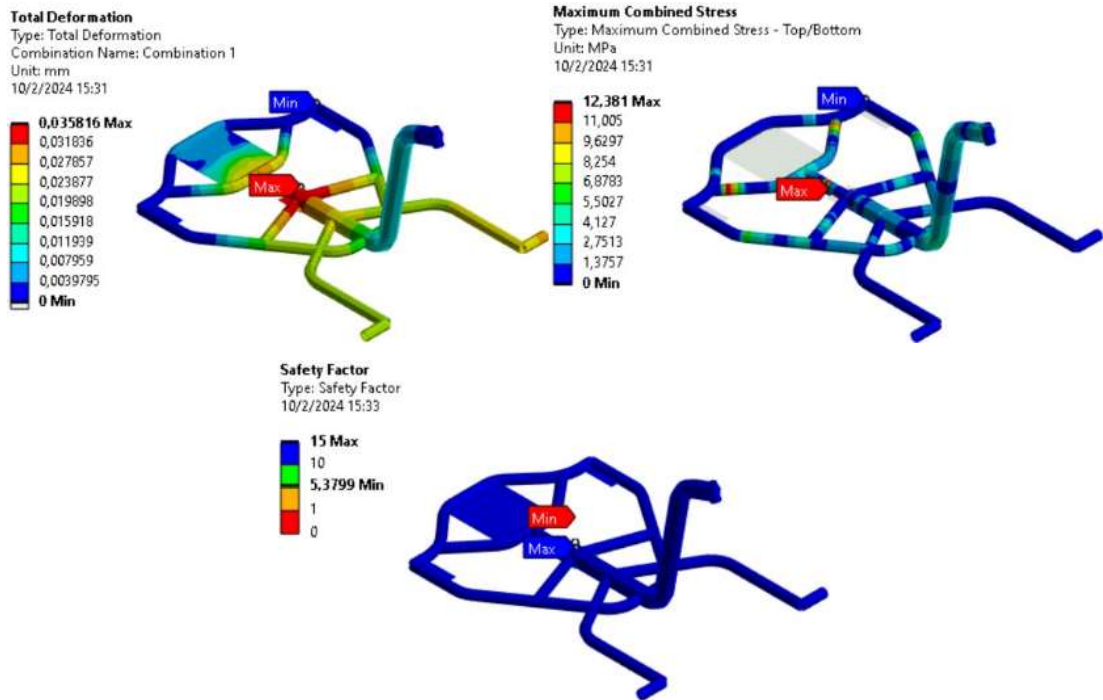 Total Deformation
Type: Total Deformation
Combination Name: Combination 1
Unit: mm
10/2/2024 15:31
0,035816 Max
0,031836
0,027857
0,023877
0,019898
0,015918
0,011939
0,007959
0,0039795
0 Min
Min
Max
Maximum Combined Stress
Type: Maximum Combined Stress - Top/Bottom
Unit: MPa
10/2/2024 15:31
12,381 Max
11,005
9,6297
8,254
6,8783
5,5027
4,127
2,7513
1,3757
0 Min
Min
Max
Safety Factor
Type: Safety Factor
10/2/2024 15:33
15 Max
10
5,3799 Min
1
0
Min
Max